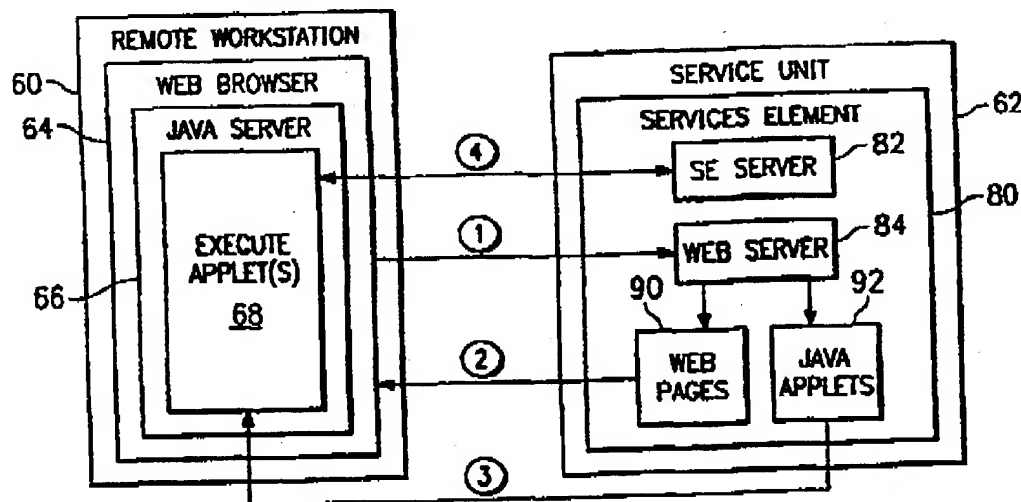 REMOTE WORKSTATION
60
WEB BROWSER
64
JAVA SERVER
EXECUTE
APPLET(S)
68
66
4
1
2
3
SERVICE UNIT
62
SERVICES ELEMENT
82
SE SERVER
80
84
WEB SERVER
90
92
WEB
PAGES
JAVA
APPLETS